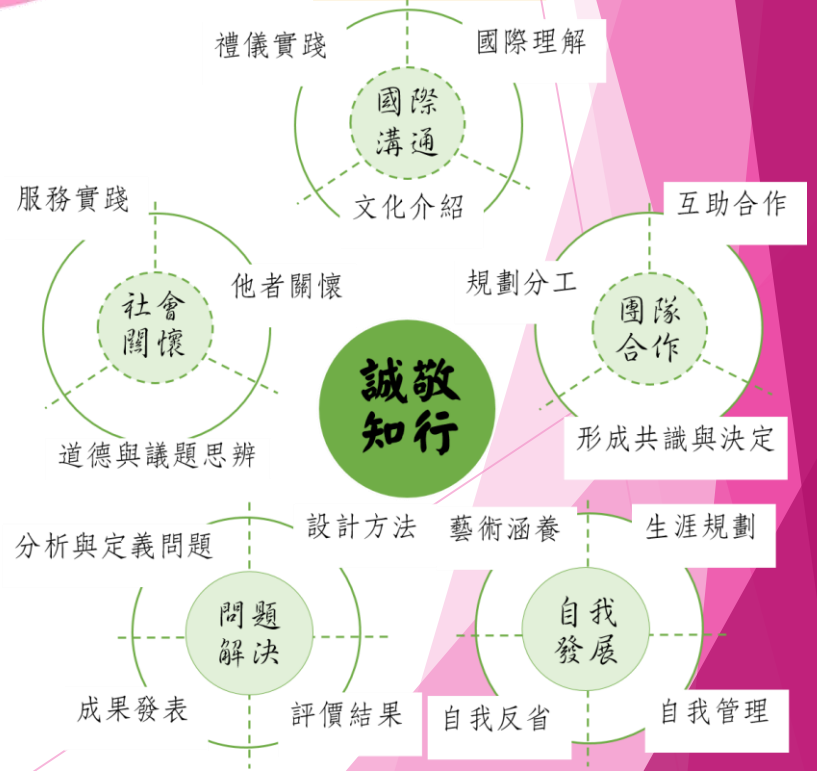 禮儀實踐
國際理解
國際
溝通
文化介紹
服務實踐
他者關懷
社會
關懷
道德與議題思辨
互助合作
規劃分工
團隊
合作
形成共識與決定
誠敬
知行
分析與定義問題
設計方法
問題
解決
成果發表
評價結果
藝術涵養
生涯規劃
自我
發展
自我反省
自我管理